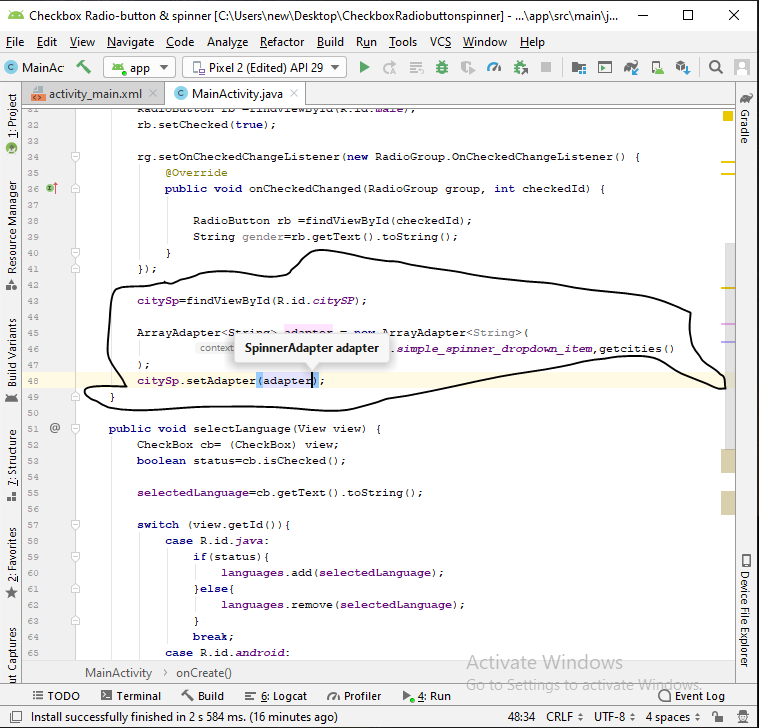 Checkbox Radio-button & spinner [C:\Users\new\Desktop\CheckboxRadiobuttonspinner] - ...\app\src\main\j...
File Edit View Navigate Code Analyze Refactor Build Run Tools VCS Window Help
MainAc app Pixel 2 (Edited) API 29
activity_main.xml MainActivity.java
1: Project
Resource Manager
Build Variants
7: Structure
2: Favorites
ut Captures
Gradle
Device File Explorer
31 RadioButton rb =findViewById(R.id.male);
32 rb.setChecked(true);
33
34 rg.setOnCheckedChangeListener(new RadioGroup.OnCheckedChangeListener() {
35 @Override
36 public void onCheckedChanged(RadioGroup group, int checkedId) {
37
38 RadioButton rb =findViewById(checkedId);
39 String gender=rb.getText().toString();
40 }
41 });
42
43 citySp=findViewById(R.id.citySP);
44
45 ArrayAdapter<String> adapter = new ArrayAdapter<String>(
46 context .simple_spinner_dropdown_item,getcities()
SpinnerAdapter adapter
47 );
48 citySp.setAdapter(adapter);
49 }
50
51 @ public void selectLanguage(View view) {
52 CheckBox cb= (CheckBox) view;
53 boolean status=cb.isChecked();
54
55 selectedLanguage=cb.getText().toString();
56
57 switch (view.getId()){
58 case R.id.java:
59 if(status){
60 languages.add(selectedLanguage);
61 }else{
62 languages.remove(selectedLanguage);
63 }
64 break;
65 case R.id.android:
MainActivity > onCreate()
Activate Windows
Go to Settings to activate Windows.
TODO Terminal Build 6: Logcat Profiler 4: Run Event Log
Install successfully finished in 2 s 584 ms. (16 minutes ago) 48:34 CRLF UTF-8 4 spaces